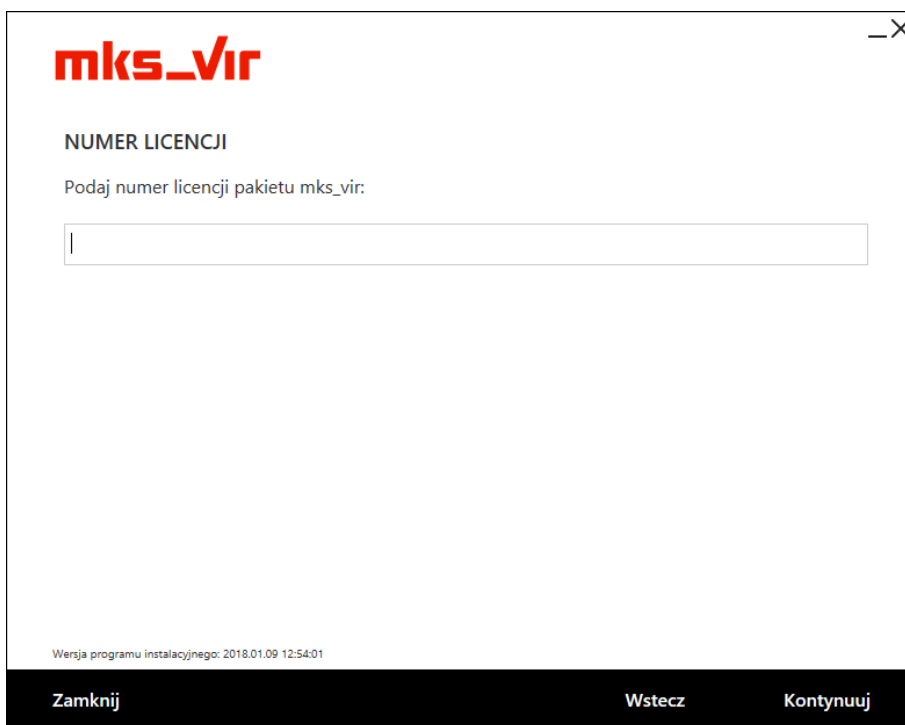 mks_vir
NUMER LICENCJI
Podaj numer licencji pakietu mks_vir:
Wersja programu instalacyjnego: 2018.01.09 12:54:01
Zamknij Wstecz Kontynuuj